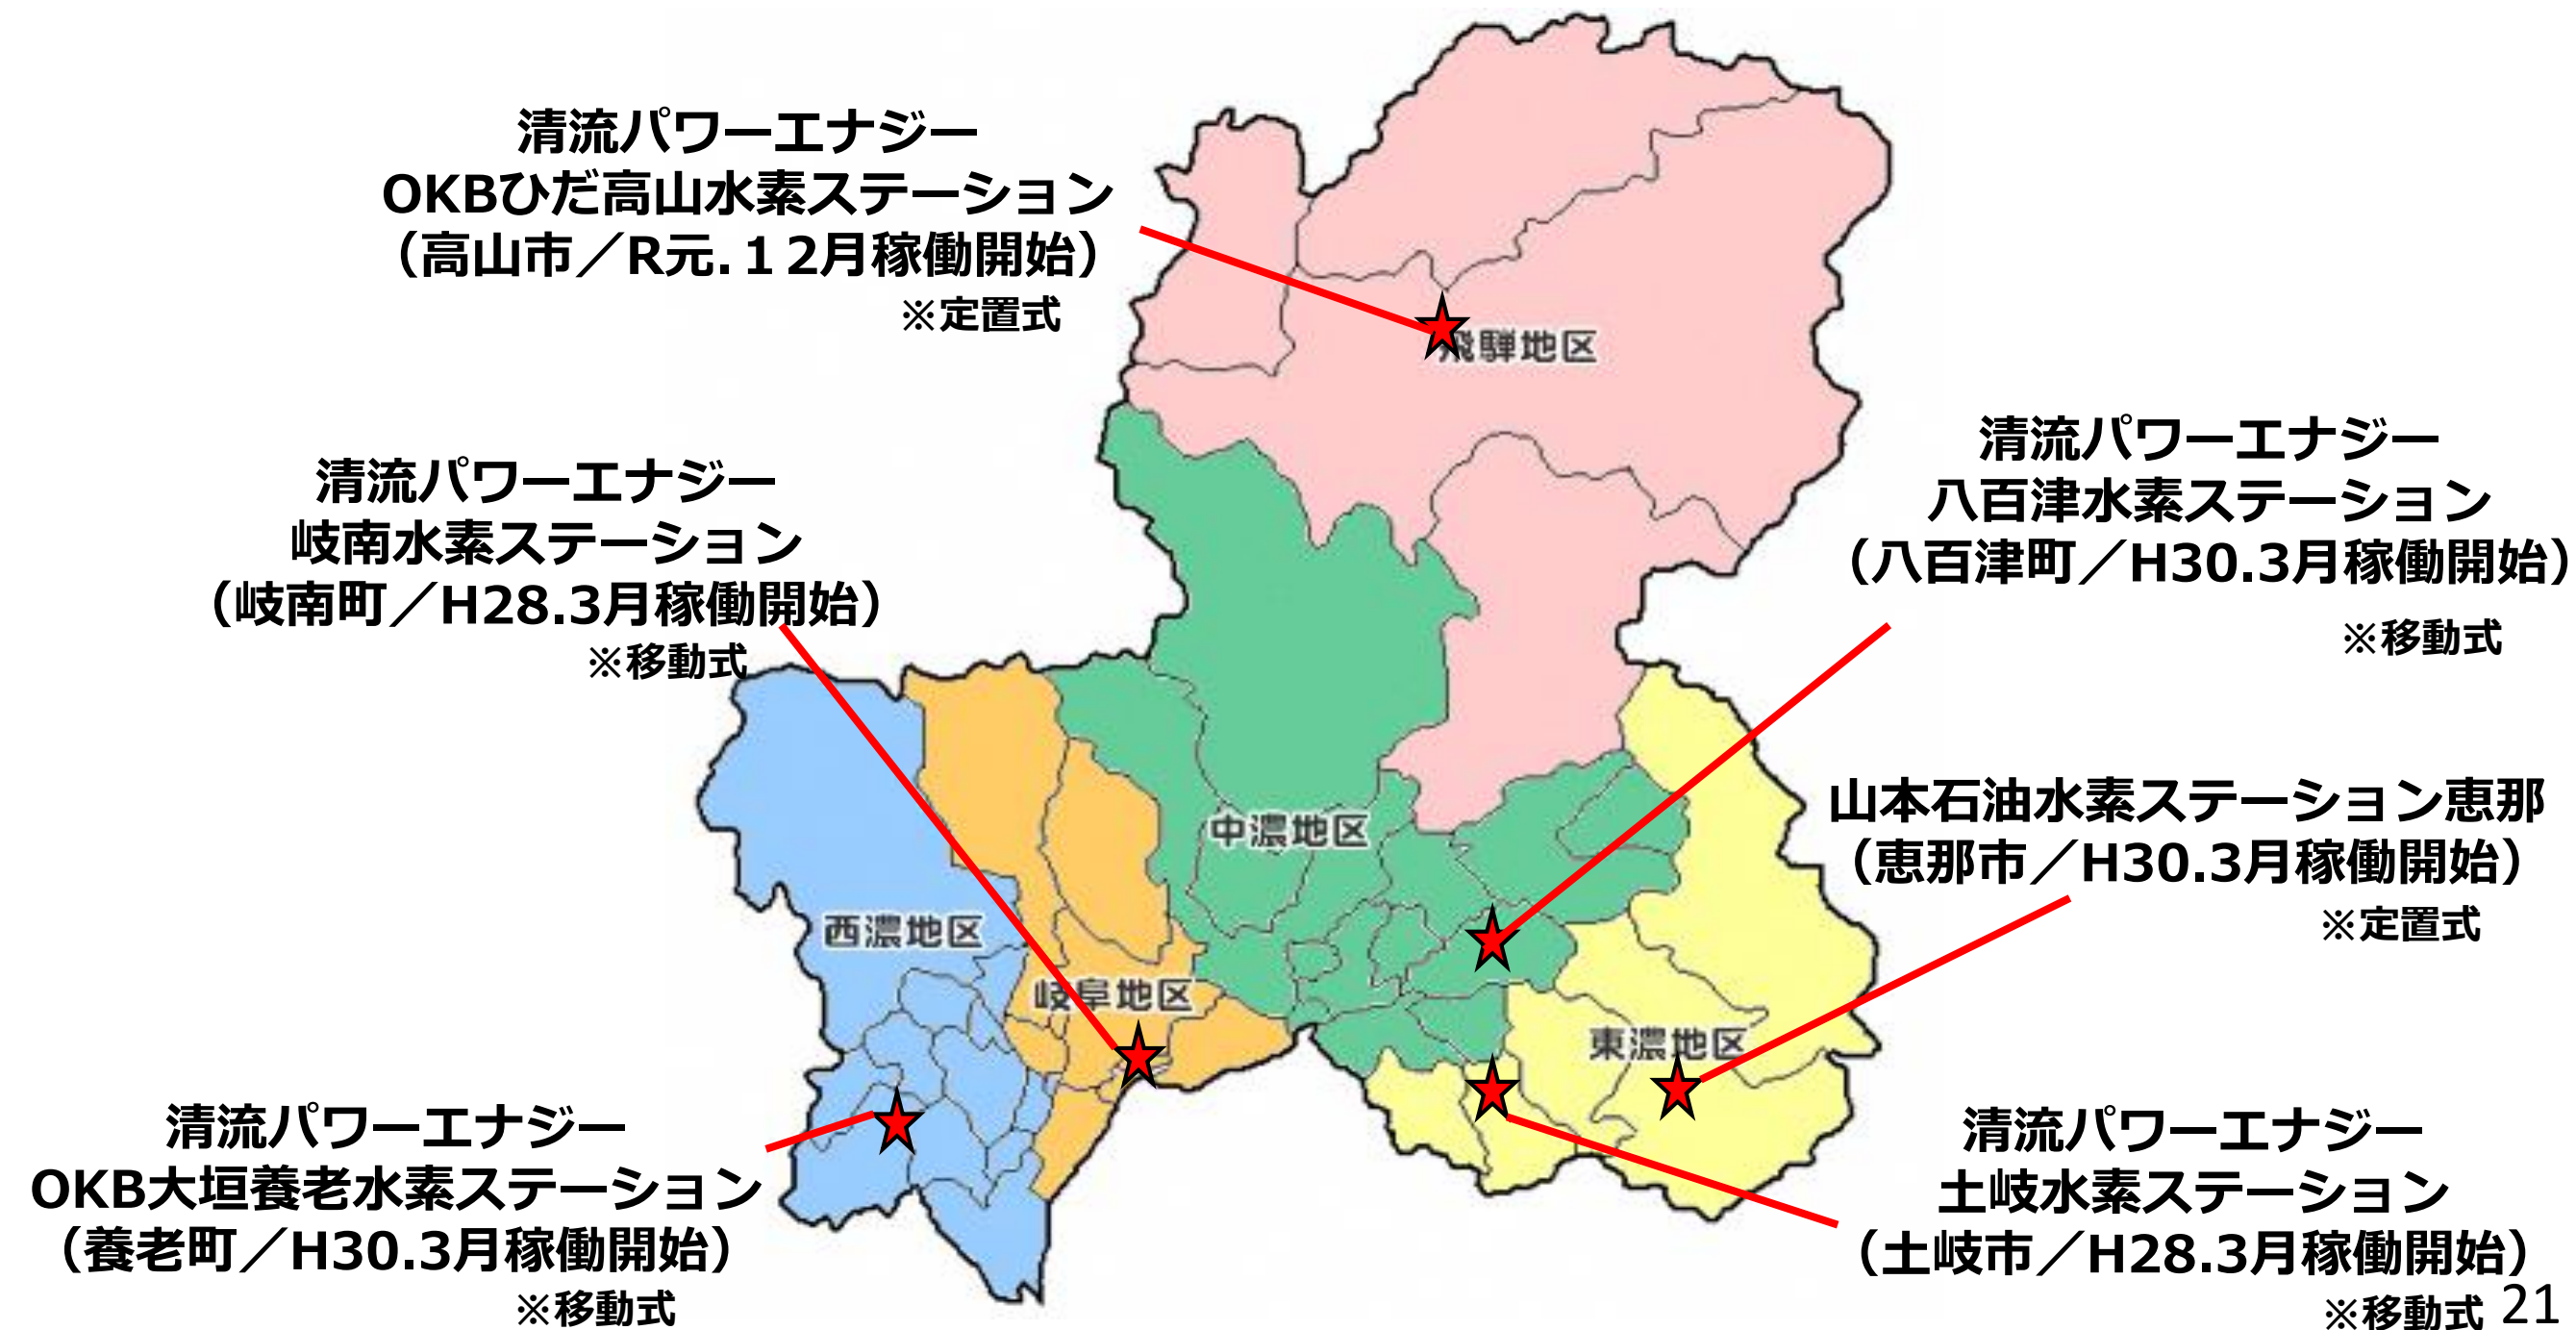 清流パワーエナジー
OKBひだ高山水素ステーション
（高山市／R元.１2月稼働開始）
※定置式
飛騨地区
清流パワーエナジー
岐南水素ステーション
（岐南町／H28.3月稼働開始）
※移動式
清流パワーエナジー
八百津水素ステーション
（八百津町／H30.3月稼働開始）
※移動式
中濃地区
山本石油水素ステーション恵那
（恵那市／H30.3月稼働開始）
※定置式
西濃地区
岐阜地区
東濃地区
清流パワーエナジー
OKB大垣養老水素ステーション
（養老町／H30.3月稼働開始）
※移動式
清流パワーエナジー
土岐水素ステーション
（土岐市／H28.3月稼働開始）
※移動式
21